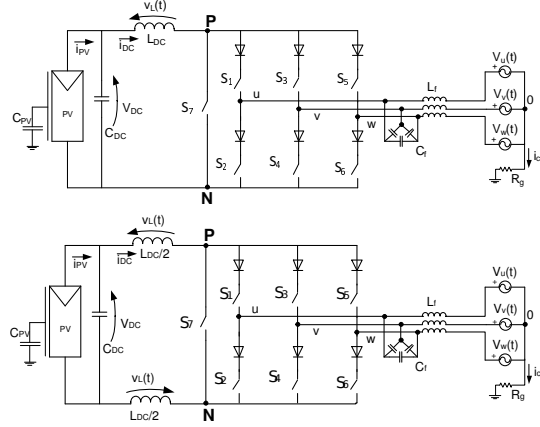 P
vL(t)
iPV
iDC
LDC
Vu(t)
S1
S3
S5
Lf
+
PV
VDC
S7
u
Vv(t)
0
+
CPV
CDC
v
w
Vw(t)
+
S2
S4
S6
Cf
Rg
N
P
vL(t)
iPV
iDC
LDC/2
Vu(t)
S1
S3
S5
Lf
+
PV
VDC
S7
u
Vv(t)
0
+
CPV
CDC
v
w
Vw(t)
+
vL(t)
S2
S4
S6
Cf
Rg
LDC/2
N